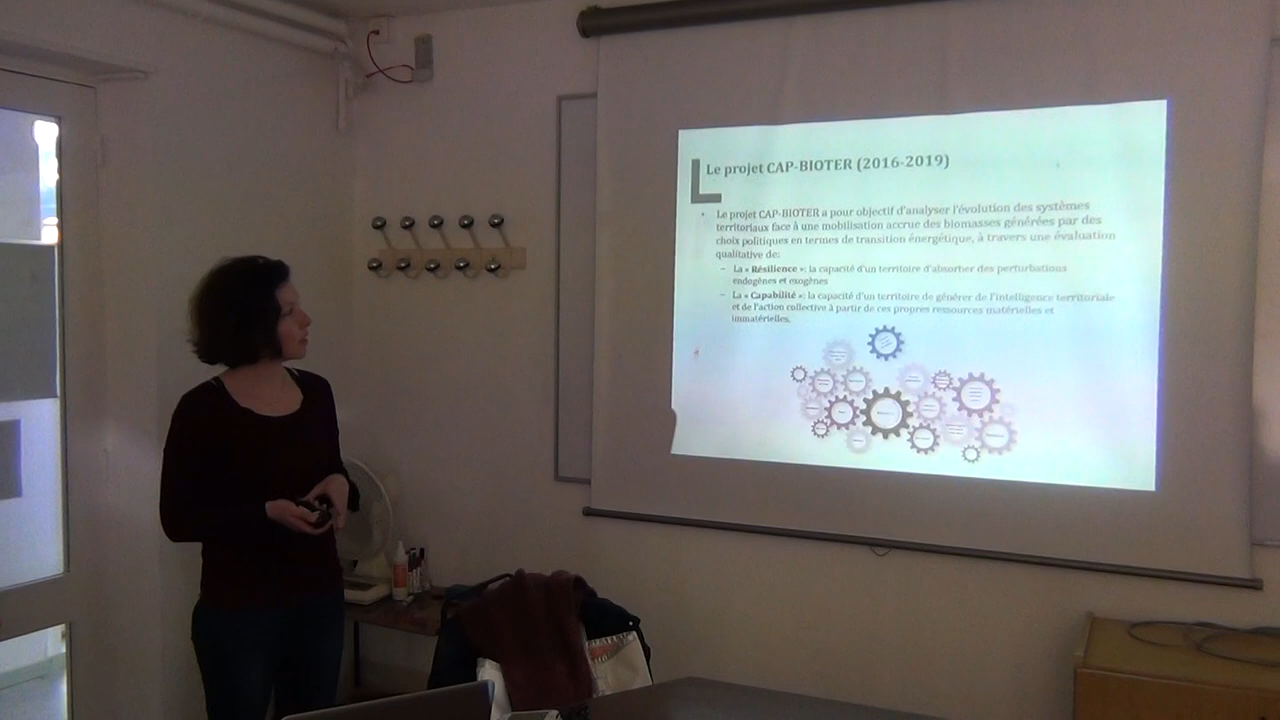 Le projet CAP-BIOTER (2016-2019)
• Le projet CAP-BIOTER a pour objectif d'analyser l'évolution des systèmes
territoriaux face à une mobilisation accrue des biomasses générées par des
choix politiques en termes de transition énergétique, à travers une évaluation
qualitative de:
– La « Résilience »: la capacité d'un territoire d'absorber des perturbations
endogènes et exogènes
– La « Capabilité »: la capacité d'un territoire de générer de l'intelligence territoriale
et de l'action collective à partir de ces propres ressources matérielles et
immatérielles.